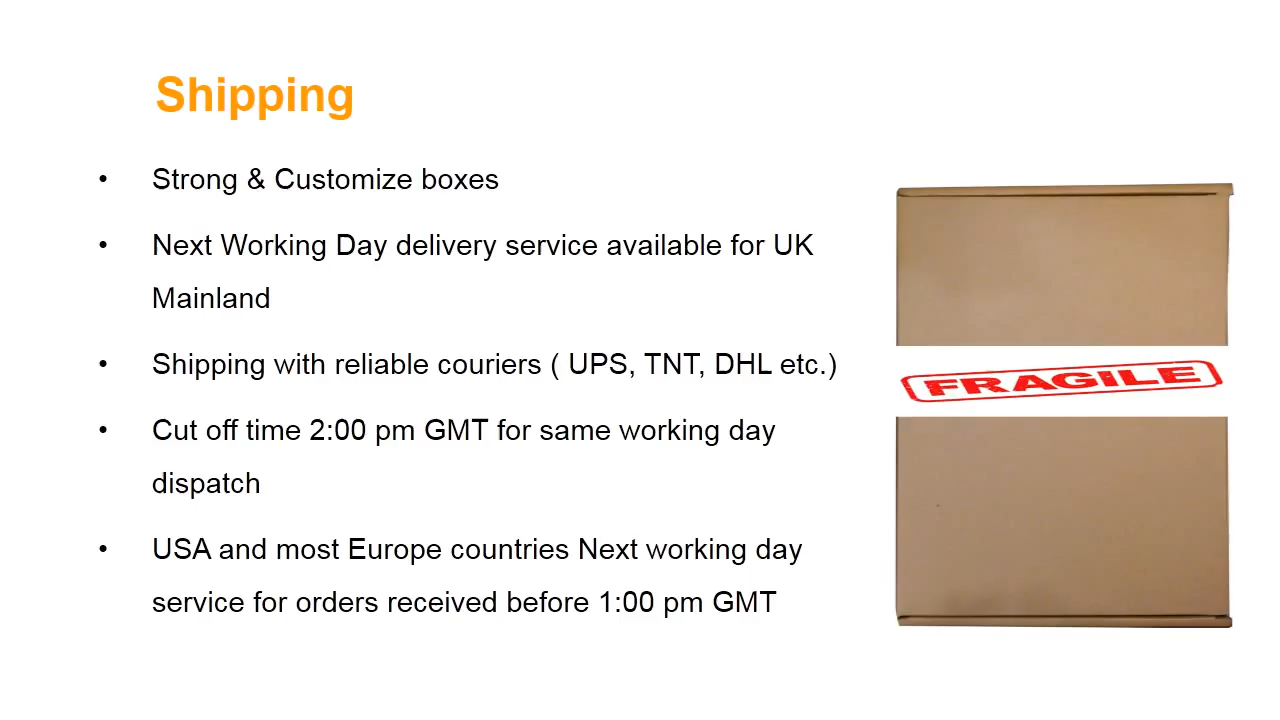 Shipping
• Strong & Customize boxes
• Next Working Day delivery service available for UK
Mainland
• Shipping with reliable couriers ( UPS, TNT, DHL etc.)
• Cut off time 2:00 pm GMT for same working day
dispatch
• USA and most Europe countries Next working day
service for orders received before 1:00 pm GMT
FRAGILE